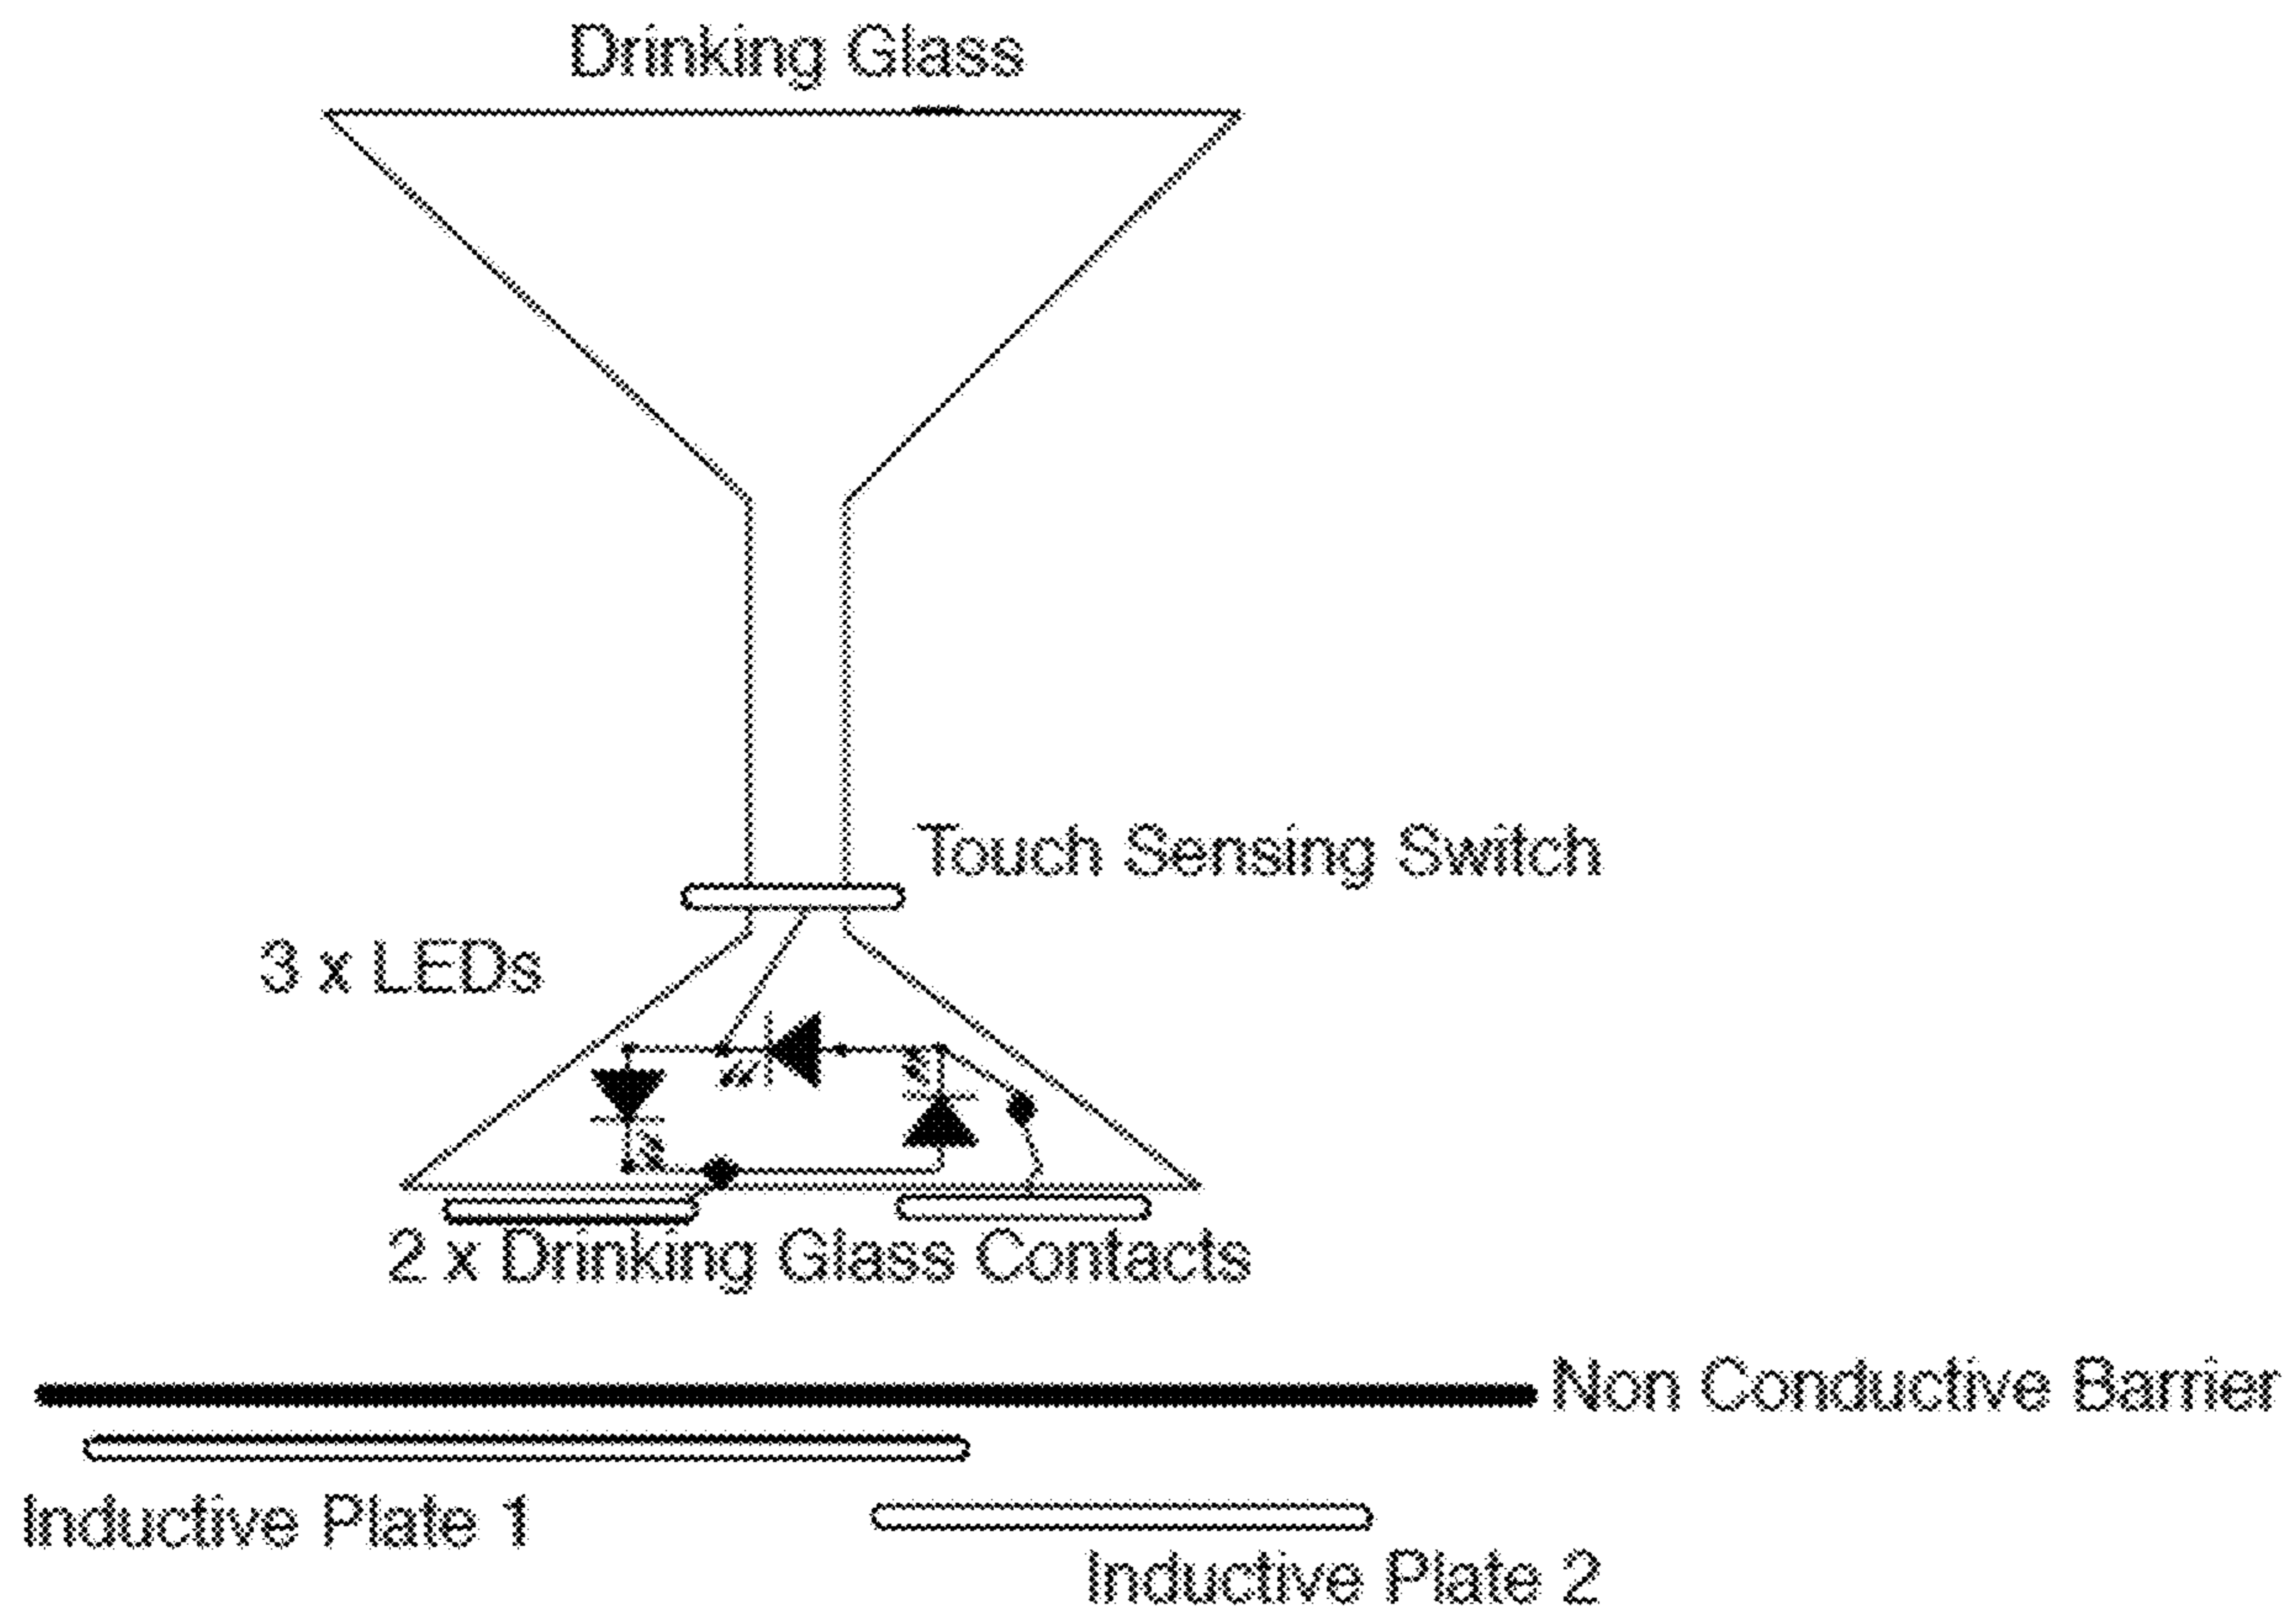 Drinking Glass
Touch Sensing Switch
3 x LEDs
2 x Drinking Glass Contacts
Non Conductive Barrier
Inductive Plate 1
Inductive Plate 2